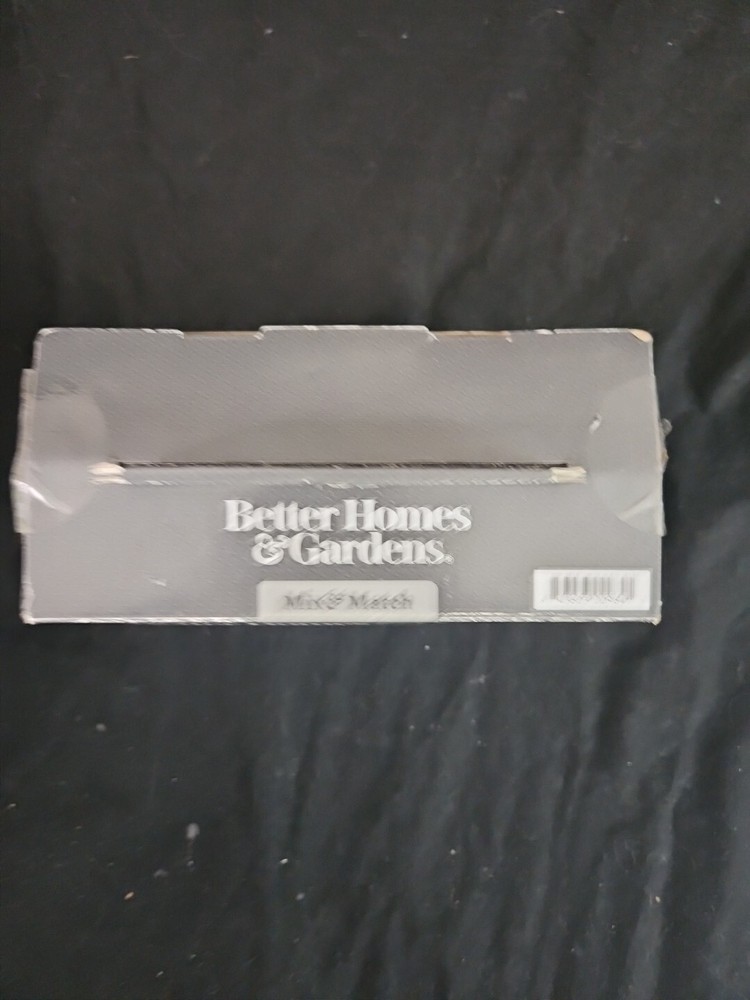 Better Homes
& Gardens.
Mix & Match